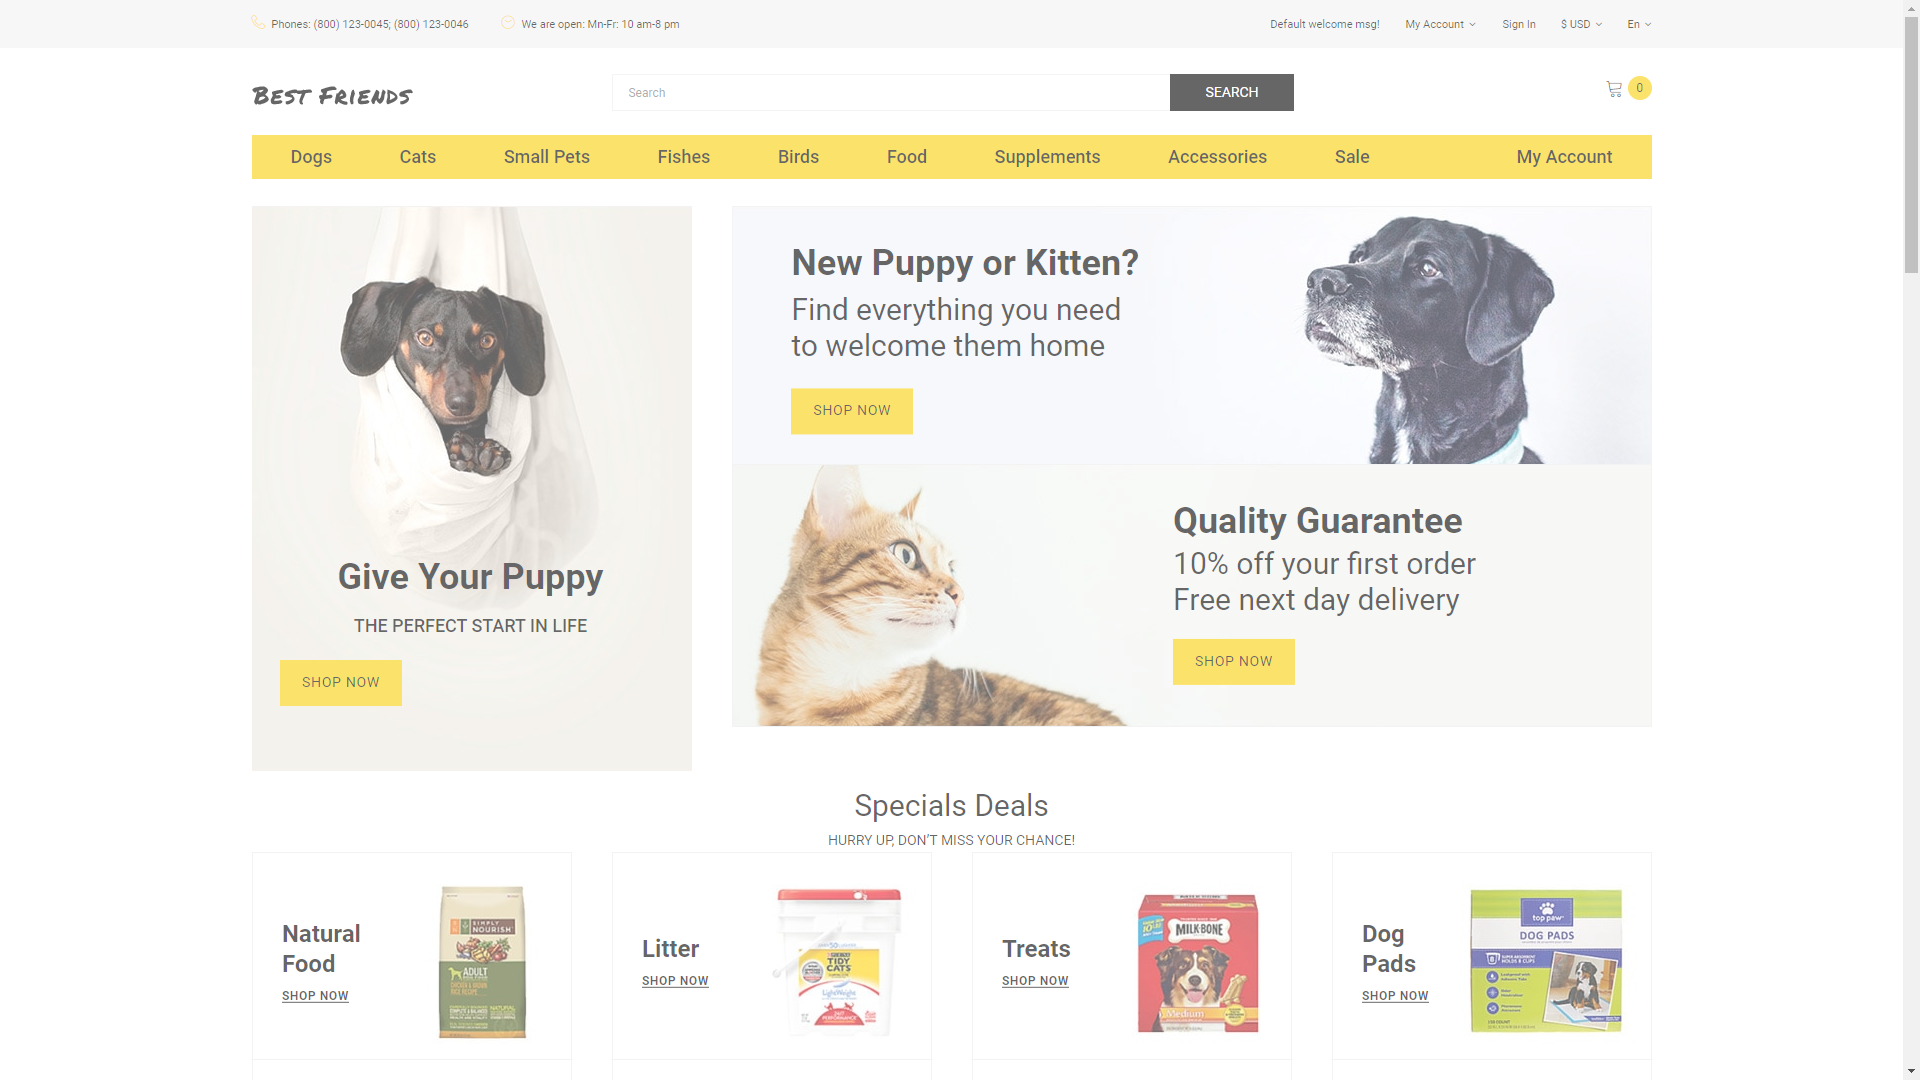 Phones: (800) 123-0045; (800) 123-0046
We are open: Mn-Fr: 10 am-8 pm
Default welcome msg!
My Account
Sign In
$ USD
En
Best Friends
Search
SEARCH
0
Dogs
Cats
Small Pets
Fishes
Birds
Food
Supplements
Accessories
Sale
My Account
Give Your Puppy
THE PERFECT START IN LIFE
SHOP NOW
New Puppy or Kitten?
Find everything you need
to welcome them home
SHOP NOW
Quality Guarantee
10% off your first order
Free next day delivery
SHOP NOW
Specials Deals
HURRY UP, DON'T MISS YOUR CHANCE!
Natural
Food
SHOP NOW
SIMPLY
NOURISH
ADULT
Litter
SHOP NOW
TIDY
CATS
LightWeight
Treats
SHOP NOW
MILK-BONE
Medium
Dog
Pads
SHOP NOW
top paw
DOG PADS